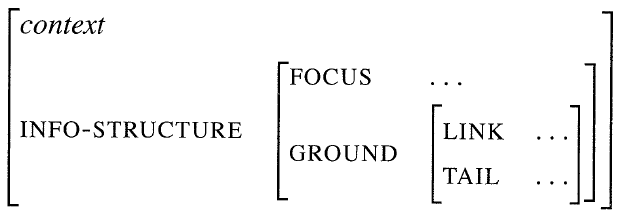 context
FOCUS ...
INFO-STRUCTURE
LINK ...
GROUND
TAIL ...